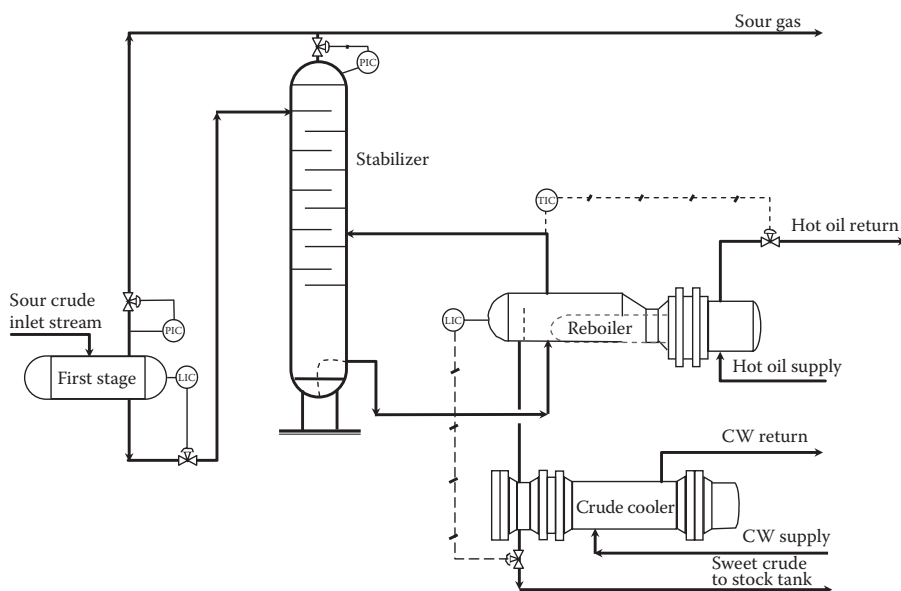 Sour gas
PIC
Stabilizer
TIC
Hot oil return
Sour crude
inlet stream
PIC
LIC
Reboiler
First stage
LIC
Hot oil supply
CW return
Crude cooler
CW supply
Sweet crude
to stock tank